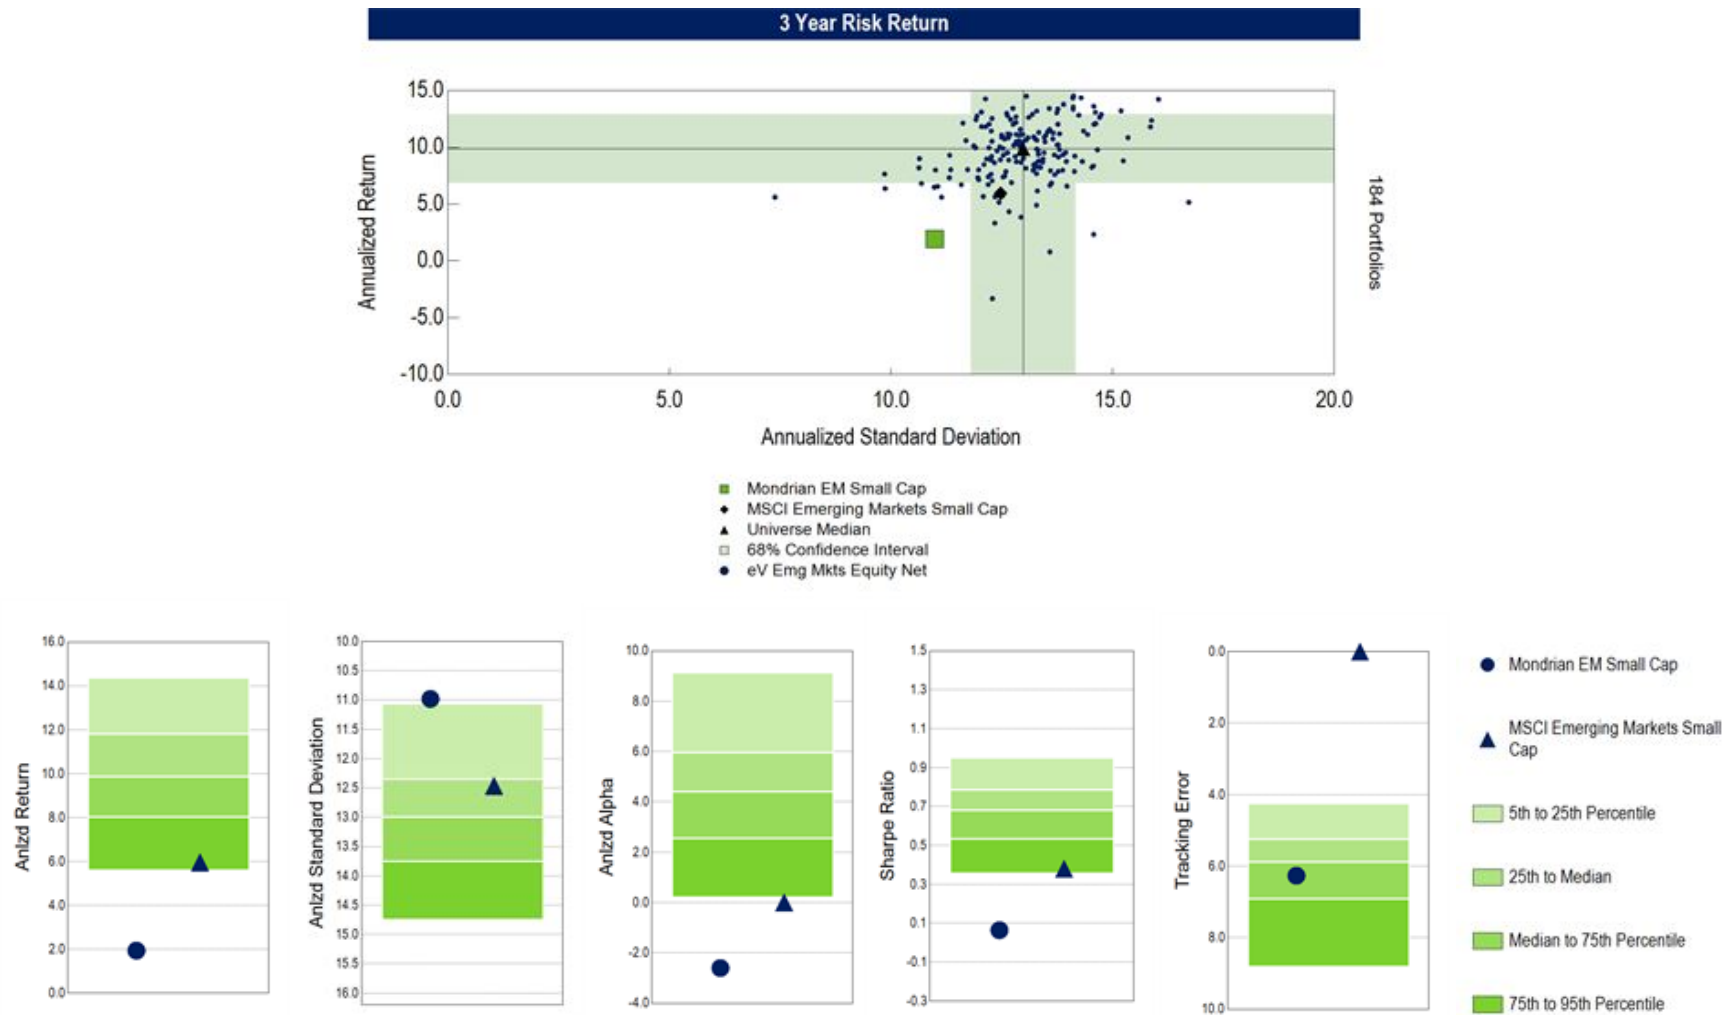 3 Year Risk Return
Annualized Return
15.0
10.0
5.0
0.0
-5.0
-10.0
0.0 5.0 10.0 15.0 20.0
Annualized Standard Deviation
184 Portfolios
Mondrian EM Small Cap
MSCI Emerging Markets Small Cap
Universe Median
68% Confidence Interval
eV Emg Mkts Equity Net
Anlzd Return
16.0
14.0
12.0
10.0
8.0
6.0
4.0
2.0
0.0
Anlzd Standard Deviation
10.0
10.5
11.0
11.5
12.0
12.5
13.0
13.5
14.0
14.5
15.0
15.5
16.0
Anlzd Alpha
10.0
8.0
6.0
4.0
2.0
0.0
-2.0
-4.0
Sharpe Ratio
1.5
1.3
1.1
0.9
0.7
0.5
0.3
0.1
-0.1
-0.3
Tracking Error
0.0
2.0
4.0
6.0
8.0
10.0
Mondrian EM Small Cap
MSCI Emerging Markets Small
Cap
5th to 25th Percentile
25th to Median
Median to 75th Percentile
75th to 95th Percentile